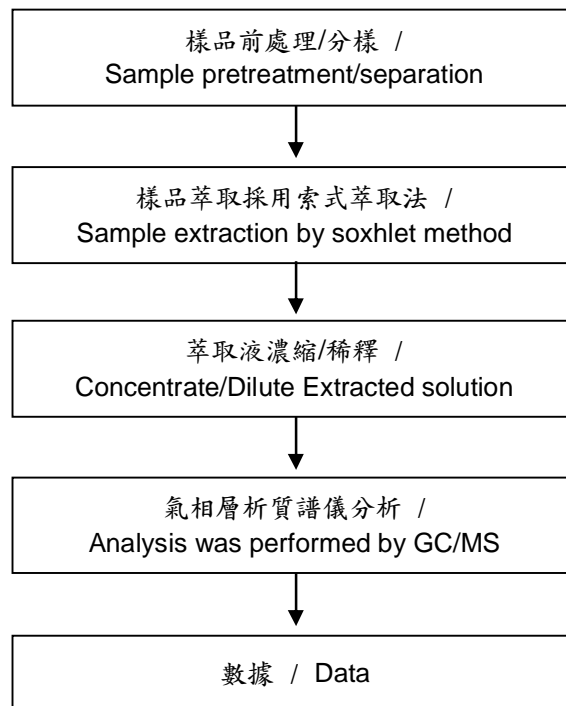 樣品前處理/分樣 /
Sample pretreatment/separation
樣品萃取採用索式萃取法 /
Sample extraction by soxhlet method
萃取液濃縮/稀釋 /
Concentrate/Dilute Extracted solution
氣相層析質譜儀分析 /
Analysis was performed by GC/MS
數據 / Data